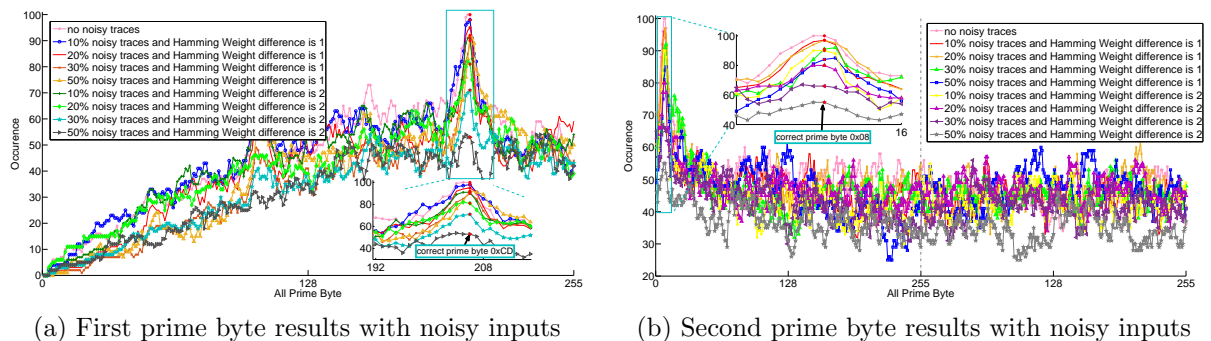 100
90
80
70
60
50
40
30
20
10
0
Occurence
no noisy traces
10% noisy traces and Hamming Weight difference is 1
20% noisy traces and Hamming Weight difference is 1
30% noisy traces and Hamming Weight difference is 1
50% noisy traces and Hamming Weight difference is 1
10% noisy traces and Hamming Weight difference is 2
20% noisy traces and Hamming Weight difference is 2
30% noisy traces and Hamming Weight difference is 2
50% noisy traces and Hamming Weight difference is 2
100
80
60
40
correct prime byte 0XCD
192
208
0
128
255
All Prime Byte
(a) First prime byte results with noisy inputs
100
90
80
70
60
50
40
30
20
Occurence
100
80
60
40
16
correct prime byte 0x08
no noisy traces
10% noisy traces and Hamming Weight difference is 1
20% noisy traces and Hamming Weight difference is 1
30% noisy traces and Hamming Weight difference is 1
50% noisy traces and Hamming Weight difference is 1
10% noisy traces and Hamming Weight difference is 2
20% noisy traces and Hamming Weight difference is 2
30% noisy traces and Hamming Weight difference is 2
50% noisy traces and Hamming Weight difference is 2
0
128
255
128
255
All Prime Byte
(b) Second prime byte results with noisy inputs